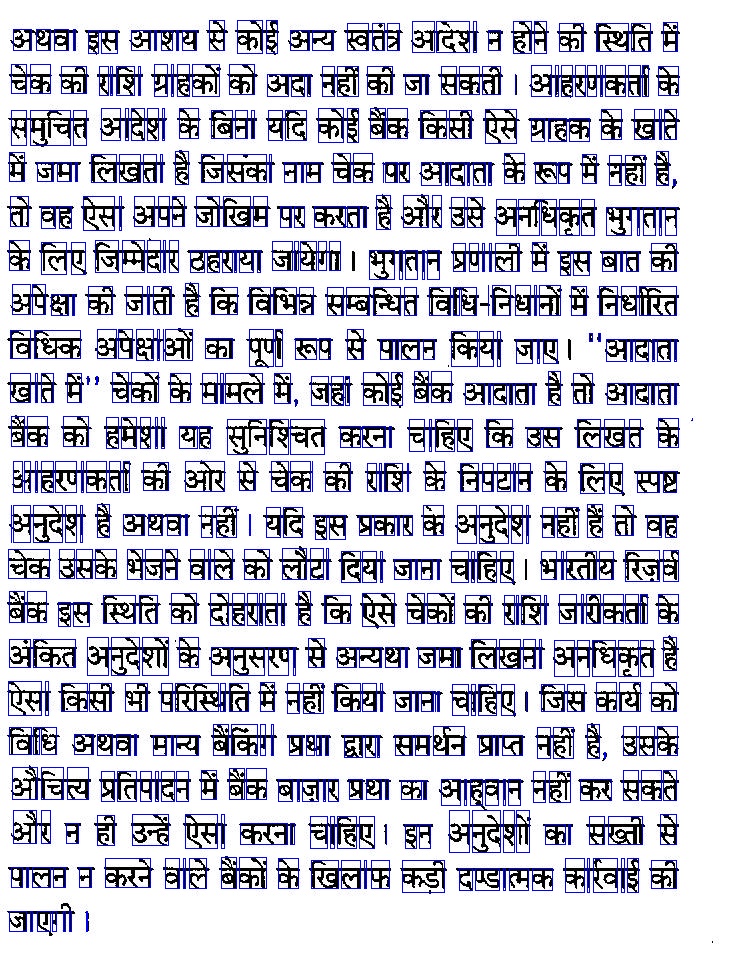 अथवा इस आशय से कोई अन्य स्वतंत्र आदेश न होने की स्थिति में
चेक की राशि ग्राहकों को अदा नहीं की जा सकती । आहरणकर्ता के
समुचित आदेश के बिना यदि कोई बैंक किसी ऐसे ग्राहक के खाते
में जमा लिखता है जिसका नाम चेक पर आदाता के रूप में नहीं है,
तो वह ऐसा अपने जोखिम पर करता है और उसे अनधिकृत भुगतान
के लिए जिम्मेदार ठहराया जायेगा । भुगतान प्रणाली में इस बात की
अपेक्षा की जाती है कि विभिन्न सम्बन्धित विधि-निधानों में निर्धारित
विधिक अपेक्षाओं का पूर्ण रूप से पालन किया जाए । "आदाता
खाते में" चेकों के मामले में, जहां कोई बैंक आदाता है तो आदाता
बैंक को हमेशा यह सुनिश्चित करना चाहिए कि उस लिखत के
आहरणकर्ता की ओर से चेक की राशि के निपटान के लिए स्पष्ट
अनुदेश है अथवा नहीं । यदि इस प्रकार के अनुदेश नहीं हैं तो वह
चेक उसके भेजने वाले को लौटा दिया जाना चाहिए । भारतीय रिज़र्व
बैंक इस स्थिति को दोहराता है कि ऐसे चेकों की राशि जारीकर्ता के
अंकित अनुदेशों के अनुसरण से अन्यथा जमा लिखना अनधिकृत है
ऐसा किसी भी परिस्थिति में नहीं किया जाना चाहिए । जिस कार्य को
विधि अथवा मान्य बैंकिंग प्रथा द्वारा समर्थन प्राप्त नहीं है, उसके
औचित्य प्रतिपादन में बैंक बाज़ार प्रथा का आह्वान नहीं कर सकते
और न ही उन्हें ऐसा करना चाहिए । इन अनुदेशों का सख्ती से
पालन न करने वाले बैंकों के खिलाफ कड़ी दण्डात्मक कार्रवाई की
जाएगी ।